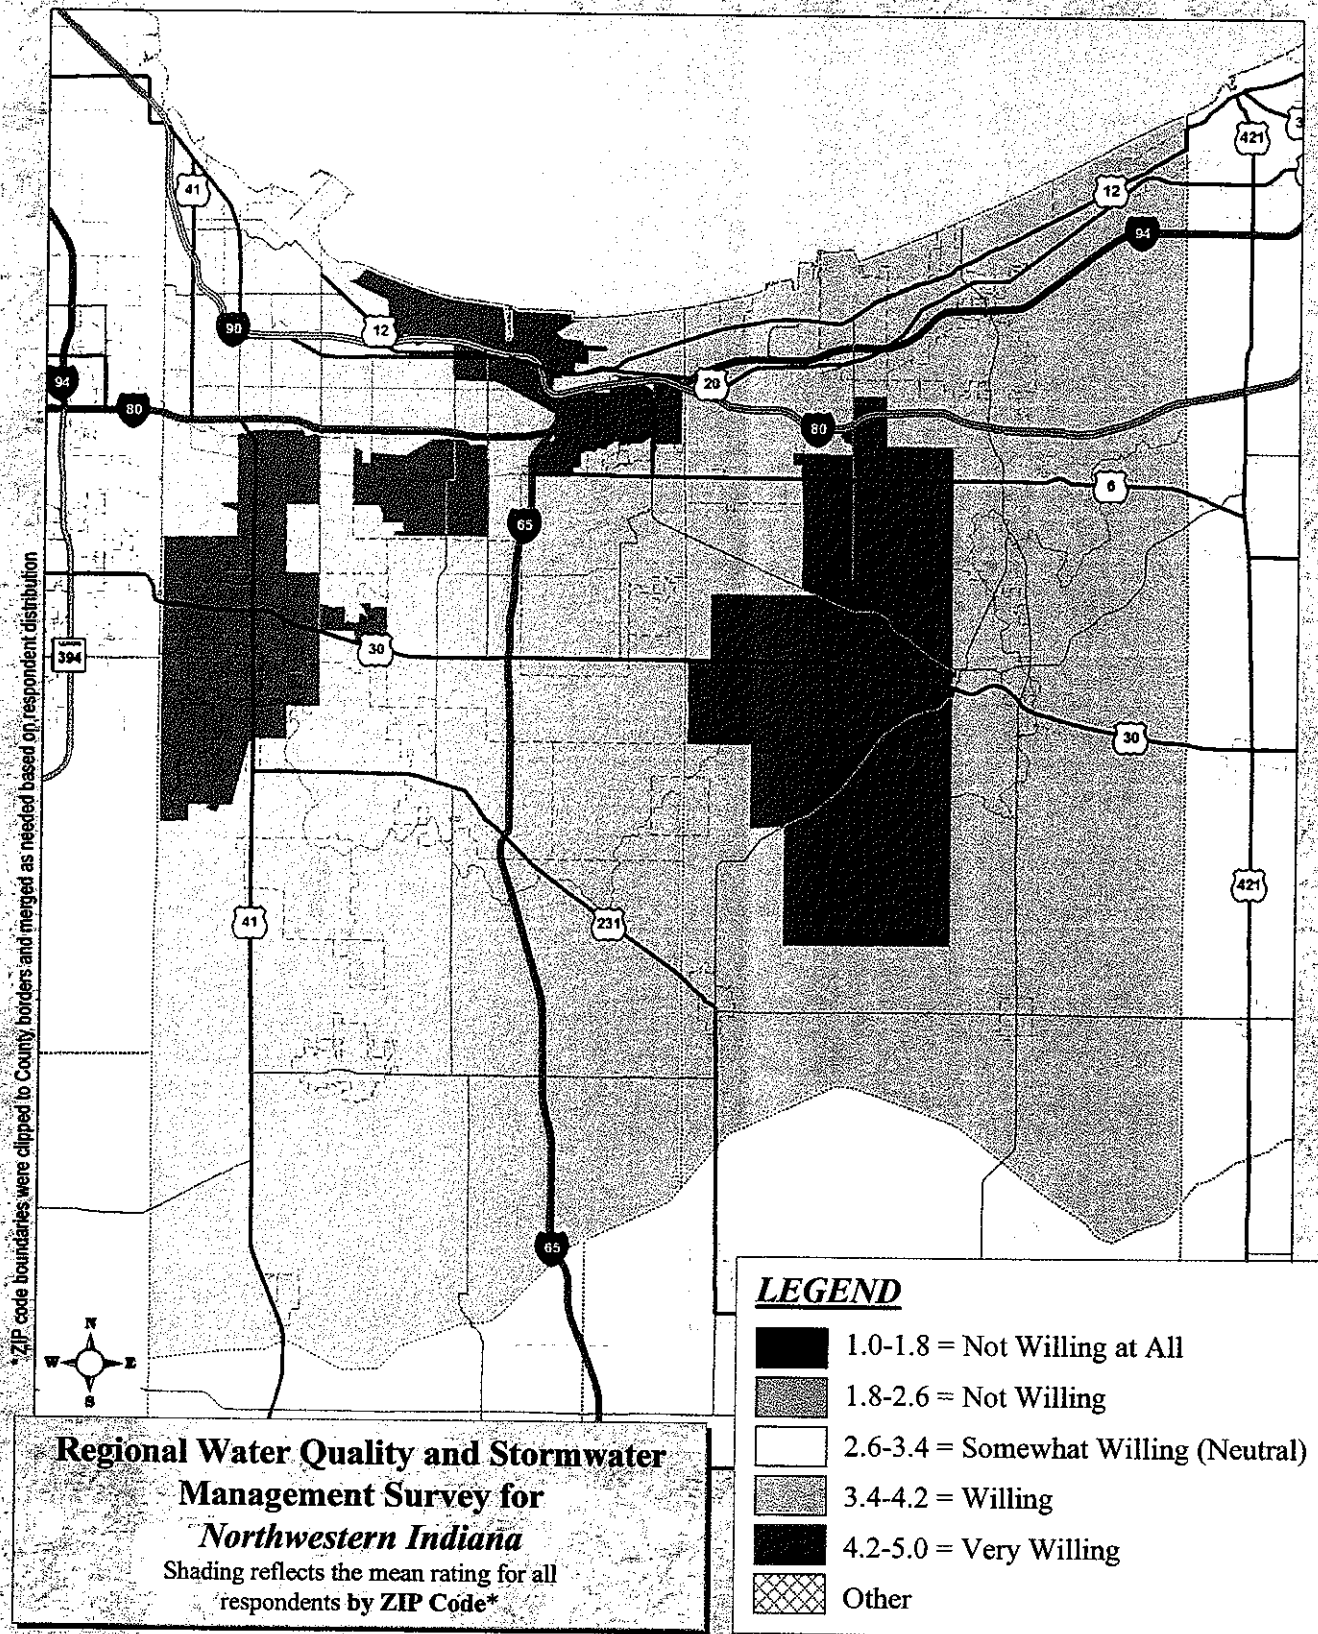 41
12
421
3
94
90
12
94
80
20
80
6
65
30
394
30
41
231
421
65
*ZIP code boundaries were clipped to County borders and merged as needed based on respondent distribution
N
W E
S
LEGEND
1.0-1.8 = Not Willing at All
1.8-2.6 = Not Willing
2.6-3.4 = Somewhat Willing (Neutral)
3.4-4.2 = Willing
4.2-5.0 = Very Willing
Other
Regional Water Quality and Stormwater
Management Survey for
Northwestern Indiana
Shading reflects the mean rating for all
respondents by ZIP Code*